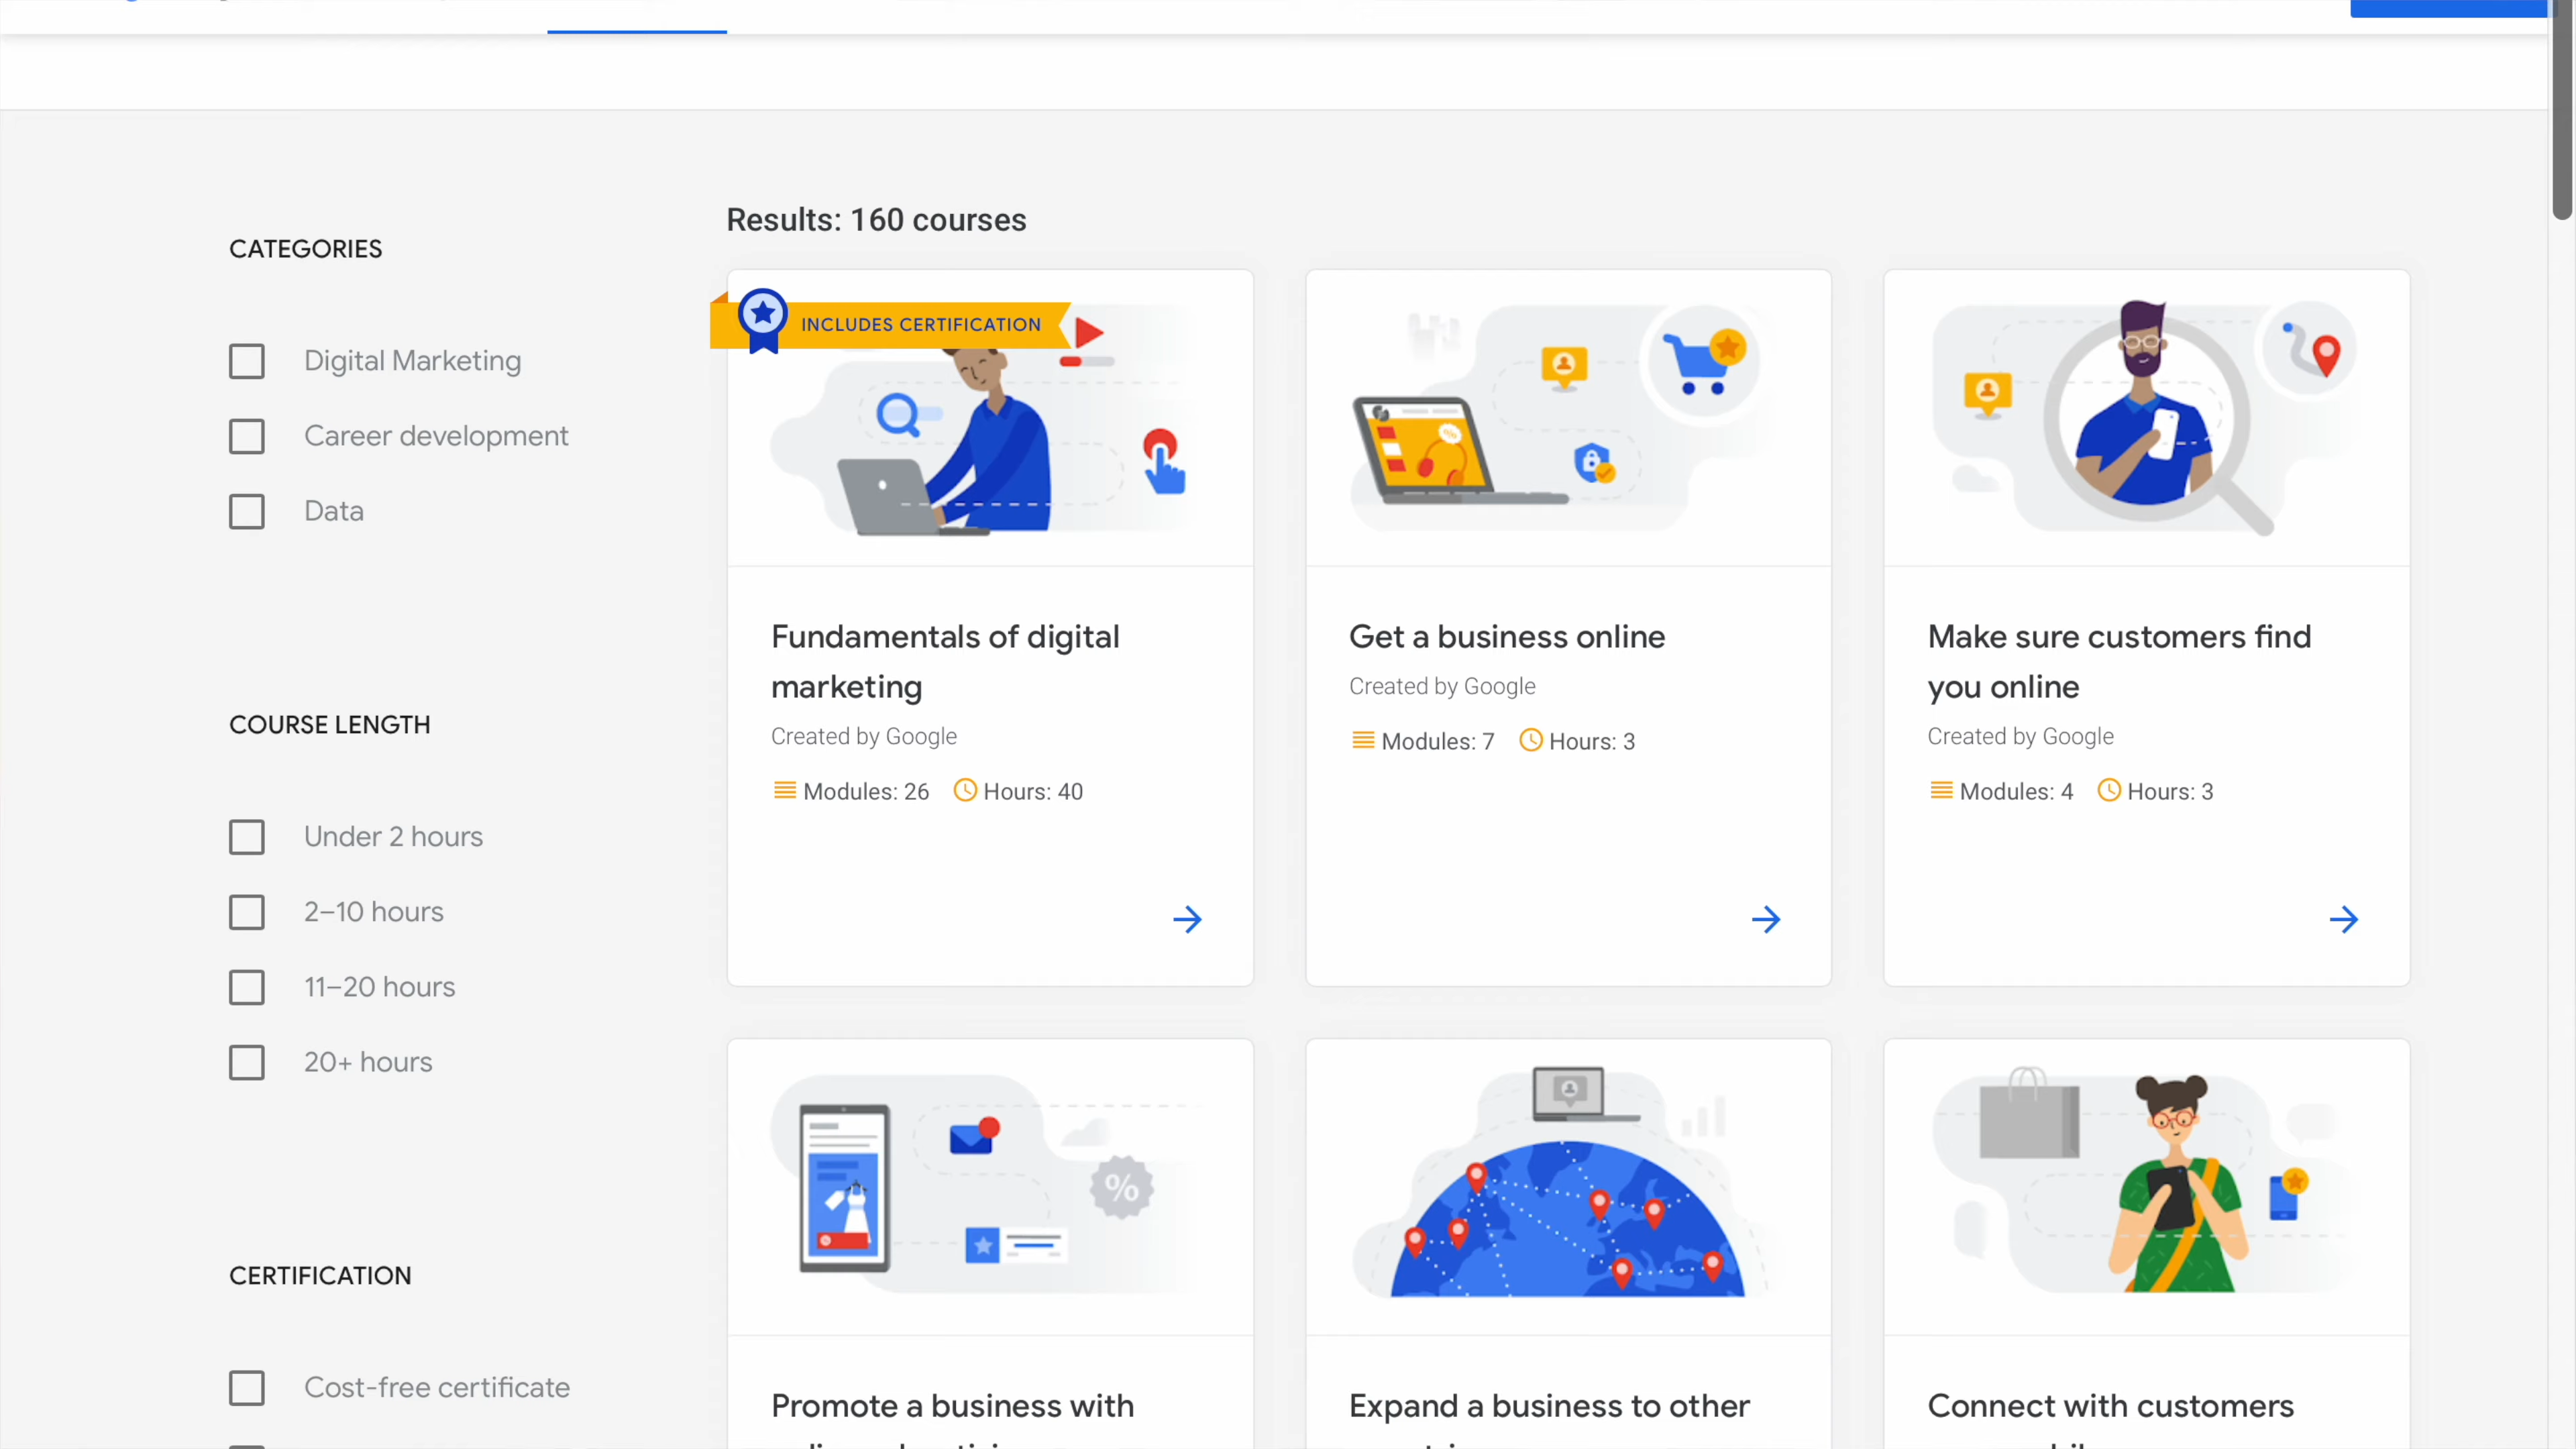 Results: 160 courses
CATEGORIES
Digital Marketing
Career development
Data
COURSE LENGTH
Under 2 hours
2–10 hours
11–20 hours
20+ hours
CERTIFICATION
Cost-free certificate
INCLUDES CERTIFICATION
Fundamentals of digital
marketing
Created by Google
Modules: 26 Hours: 40
Get a business online
Created by Google
Modules: 7 Hours: 3
Make sure customers find
you online
Created by Google
Modules: 4 Hours: 3
%
Promote a business with
Expand a business to other
Connect with customers